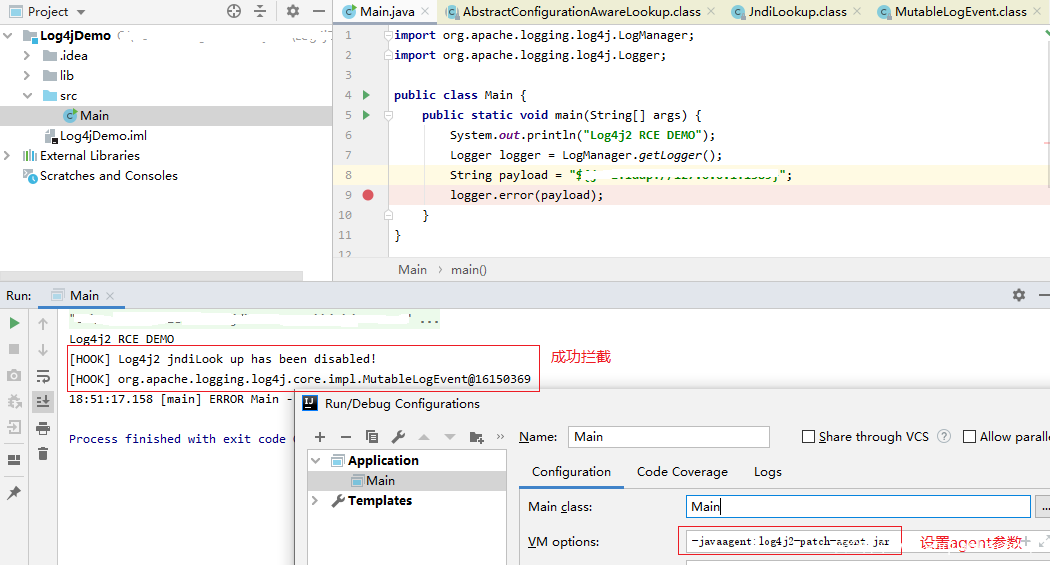 Project
Main.java
AbstractConfigurationAwareLookup.class
JndiLookup.class
MutableLogEvent.class
Log4jDemo
.idea
lib
src
Main
Log4jDemo.iml
External Libraries
Scratches and Consoles
1 import org.apache.logging.log4j.LogManager;
2 import org.apache.logging.log4j.Logger;
3
4 public class Main {
5 public static void main(String[] args) {
6 System.out.println("Log4j2 RCE DEMO");
7 Logger logger = LogManager.getLogger();
8 String payload = "${j ";
9 logger.error(payload);
10 }
11 }
12
Main › main()
Run: Main
...
Log4j2 RCE DEMO
[HOOK] Log4j2 jndiLook up has been disabled!
[HOOK] org.apache.logging.log4j.core.impl.MutableLogEvent@16150369
成功拦截
18:51:17.158 [main] ERROR Main -
Process finished with exit code
Run/Debug Configurations
Name: Main
Share through VCS
Allow paralle
Application
Main
Templates
Configuration Code Coverage Logs
Main class: Main
VM options: -javaagent:log4j2-patch-agent.jar
设置agent参数